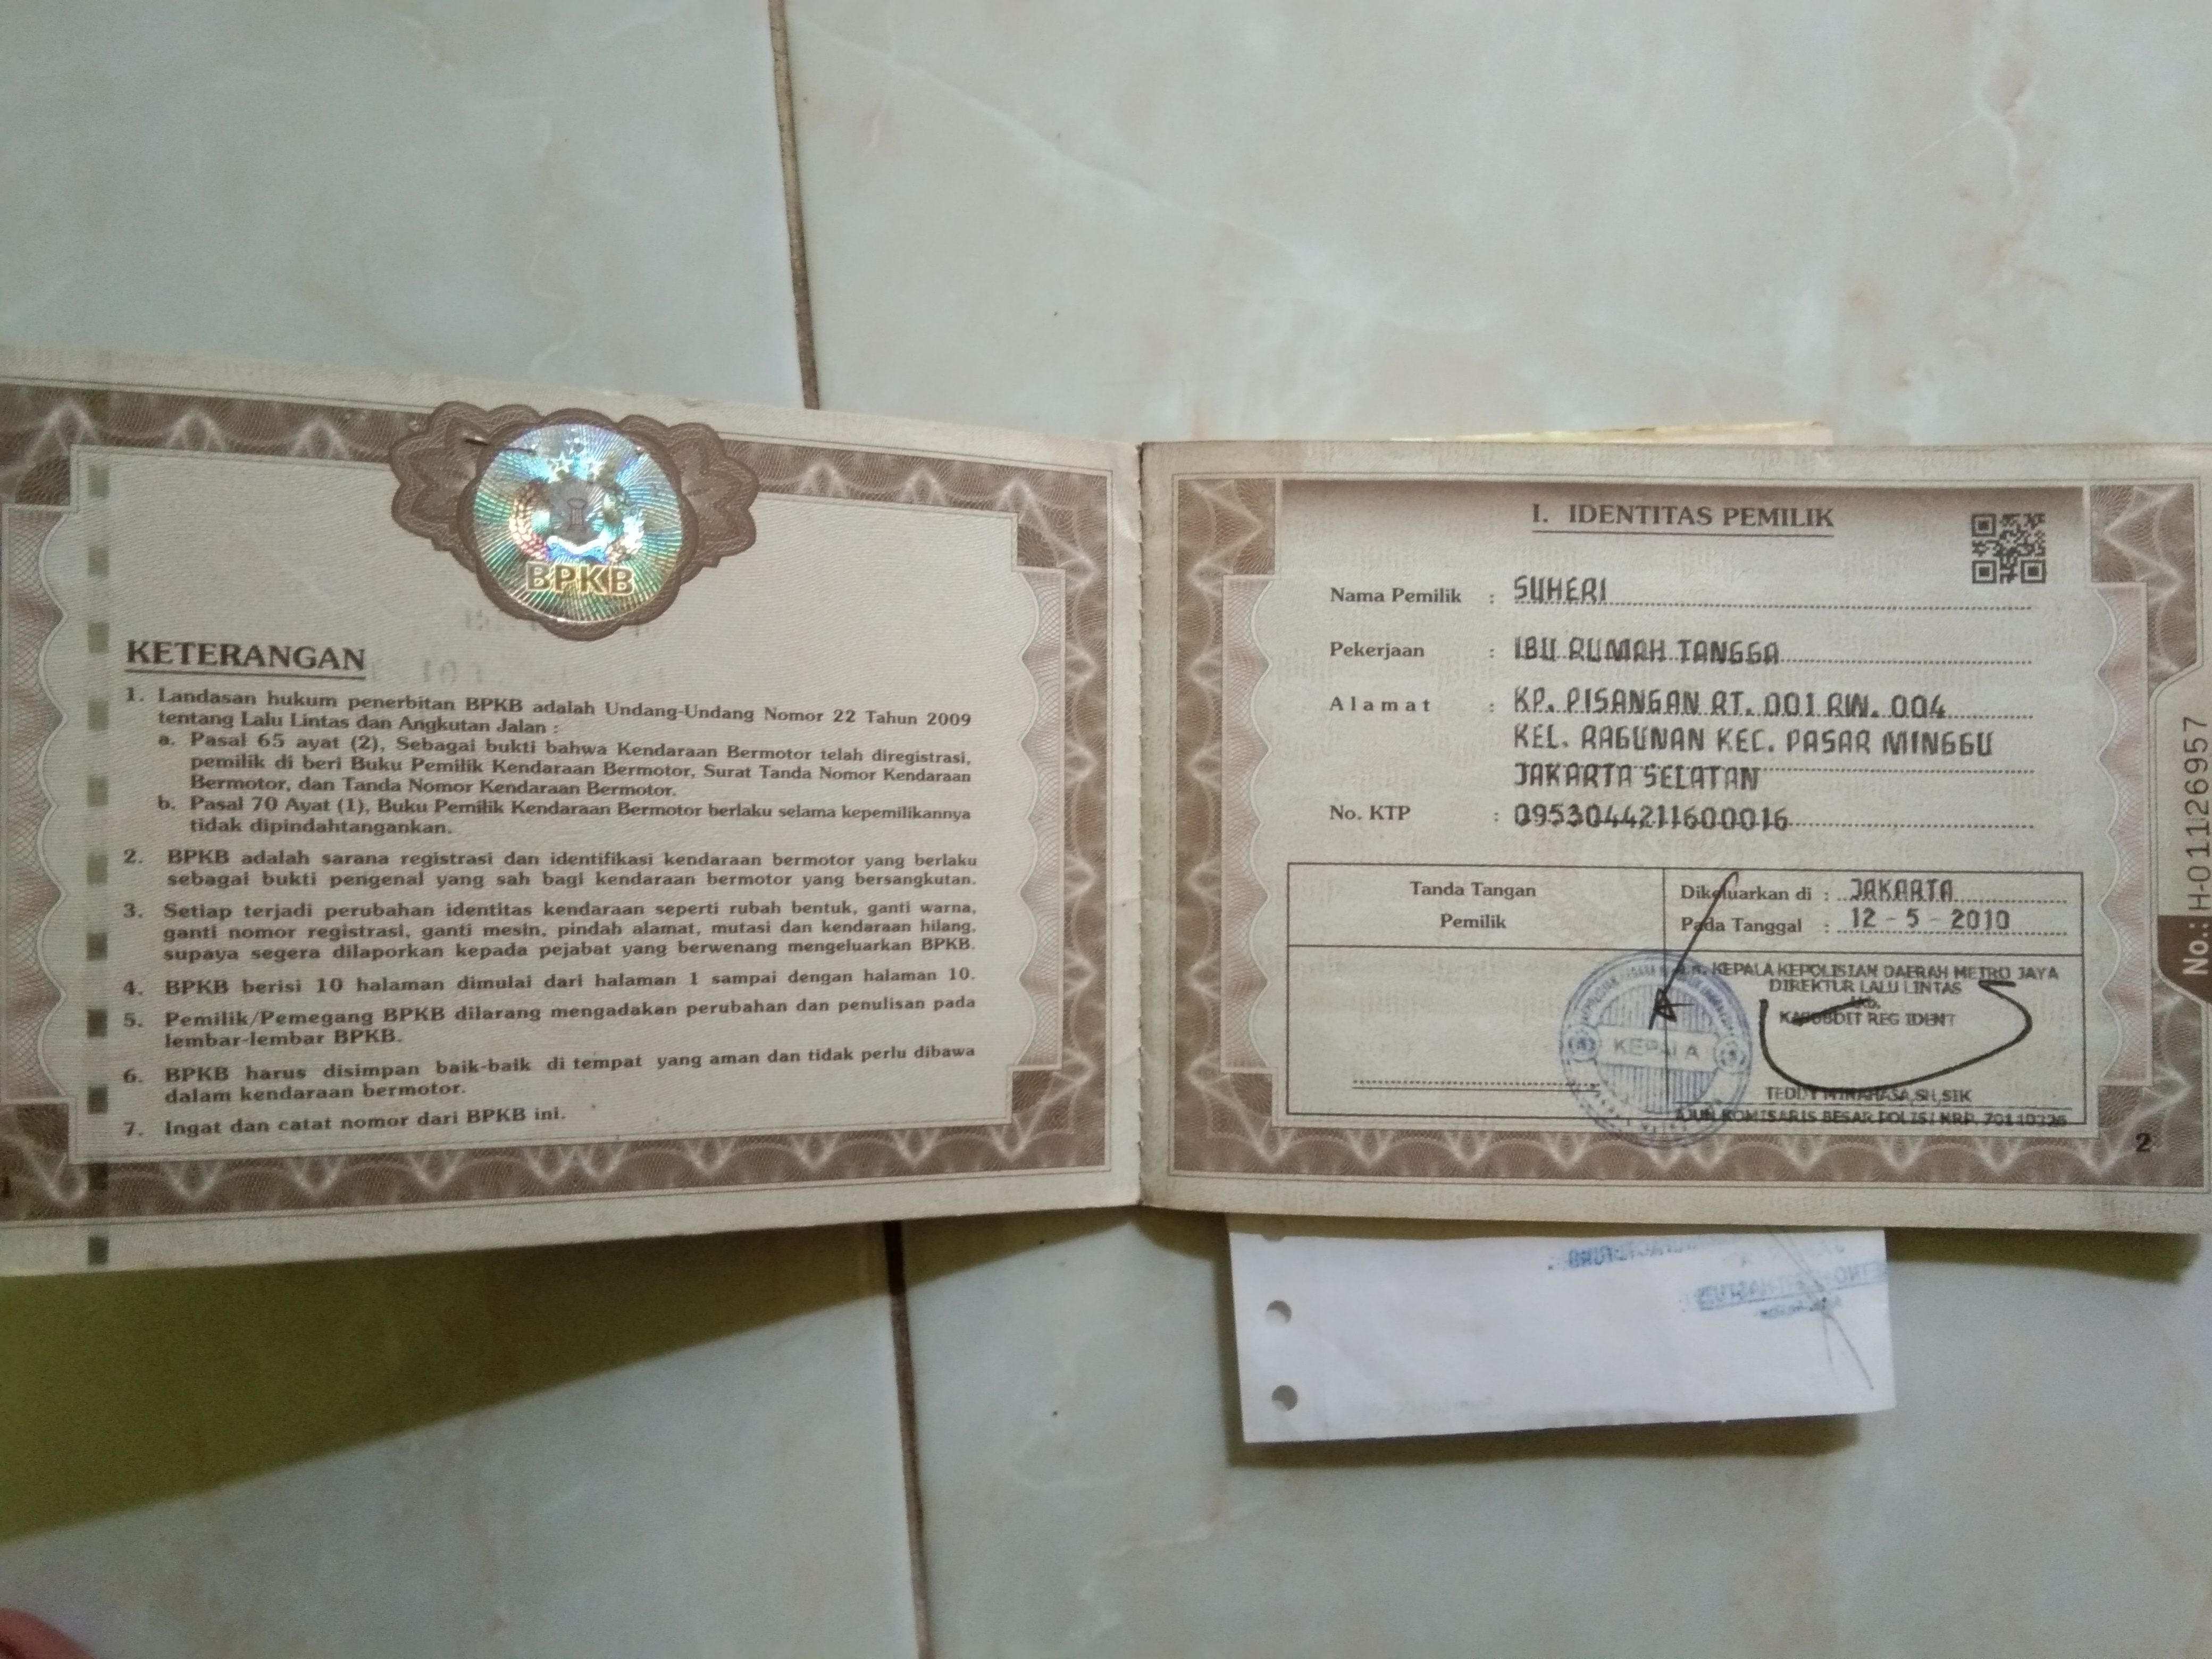 BPKB
KETERANGAN
1. Landasan hukum penerbitan BPKB adalah Undang-Undang Nomor 22 Tahun 2009
tentang Lalu Lintas dan Angkutan Jalan :
a. Pasal 65 ayat (2), Sebagai bukti bahwa Kendaraan Bermotor telah diregistrasi,
pemilik di beri Buku Pemilik Kendaraan Bermotor, Surat Tanda Nomor Kendaraan
Bermotor, dan Tanda Nomor Kendaraan Bermotor.
b. Pasal 70 Ayat (1), Buku Pemilik Kendaraan Bermotor berlaku selama kepemilikannya
tidak dipindahtangankan.
2. BPKB adalah sarana registrasi dan identifikasi kendaraan bermotor yang berlaku
sebagai bukti pengenal yang sah bagi kendaraan bermotor yang bersangkutan.
3. Setiap terjadi perubahan identitas kendaraan seperti rubah bentuk, ganti warna,
ganti nomor registrasi, ganti mesin, pindah alamat, mutasi dan kendaraan hilang,
supaya segera dilaporkan kepada pejabat yang berwenang mengeluarkan BPKB.
4. BPKB berisi 10 halaman dimulai dari halaman 1 sampai dengan halaman 10.
5. Pemilik/Pemegang BPKB dilarang mengadakan perubahan dan penulisan pada
lembar-lembar BPKB.
6. BPKB harus disimpan baik-baik di tempat yang aman dan tidak perlu dibawa
dalam kendaraan bermotor.
7. Ingat dan catat nomor dari BPKB ini.
1
I. IDENTITAS PEMILIK
Nama Pemilik : SUHERI
Pekerjaan : IBU RUMAH TANGGA
Alamat : KP. PISANGAN RT. 001 RW. 004
KEL. RAGUNAN KEC. PASAR MINGGU
JAKARTA SELATAN
No. KTP : 0953044211600016
Tanda Tangan
Pemilik
Dikeluarkan di : JAKARTA
Pada Tanggal : 12 - 5 - 2010
KEPALA KEPOLISIAN DAERAH METRO JAYA
DIREKTUR LALU LINTAS
KASUBDIT REG IDENT
KEPALA
TEDDY MINAHASA,SH,SIK
AJUN KOMISARIS BESAR POLISI NRP.
2
No.: H-01126957